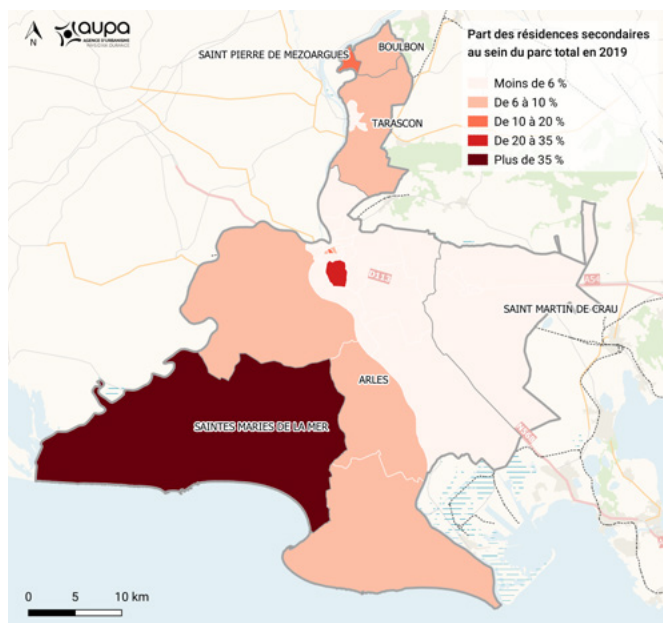 N
aupa
AGENCE D'URBANISME
PAYS D'AIX-DURANCE
Part des résidences secondaires
au sein du parc total en 2019
Moins de 6 %
De 6 à 10 %
De 10 à 20 %
De 20 à 35 %
Plus de 35 %
BOULBON
SAINT PIERRE DE MEZOARGUES
TARASCON
SAINT MARTIN DE CRAU
ARLES
SAINTES MARIES DE LA MER
0 5 10 km